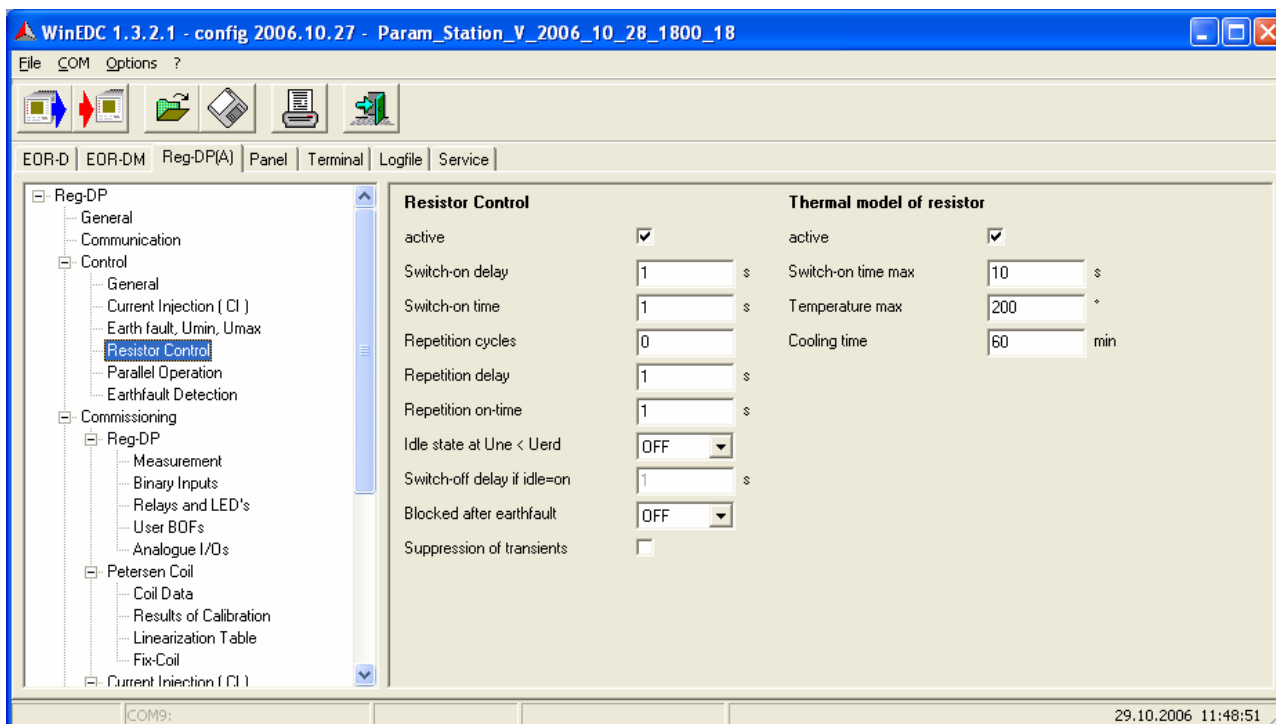 WinEDC 1.3.2.1 - config 2006.10.27 - Param_Station_V_2006_10_28_1800_18
File COM Options ?
EOR-D EOR-DM Reg-DP(A) Panel Terminal Logfile Service
Reg-DP
General
Communication
Control
General
Current Injection ( CI )
Earth fault, Umin, Umax
Resistor Control
Parallel Operation
Earthfault Detection
Commissioning
Reg-DP
Measurement
Binary Inputs
Relays and LED's
User BOFs
Analogue I/Os
Petersen Coil
Coil Data
Results of Calibration
Linearization Table
Fix-Coil
Current Injection ( CI )
Resistor Control
active
Switch-on delay 1 s
Switch-on time 1 s
Repetition cycles 0
Repetition delay 1 s
Repetition on-time 1 s
Idle state at Une < Uerd OFF
Switch-off delay if idle=on 1 s
Blocked after earthfault OFF
Suppression of transients
Thermal model of resistor
active
Switch-on time max 10 s
Temperature max 200 °
Cooling time 60 min
COM9:
29.10.2006 11:48:51